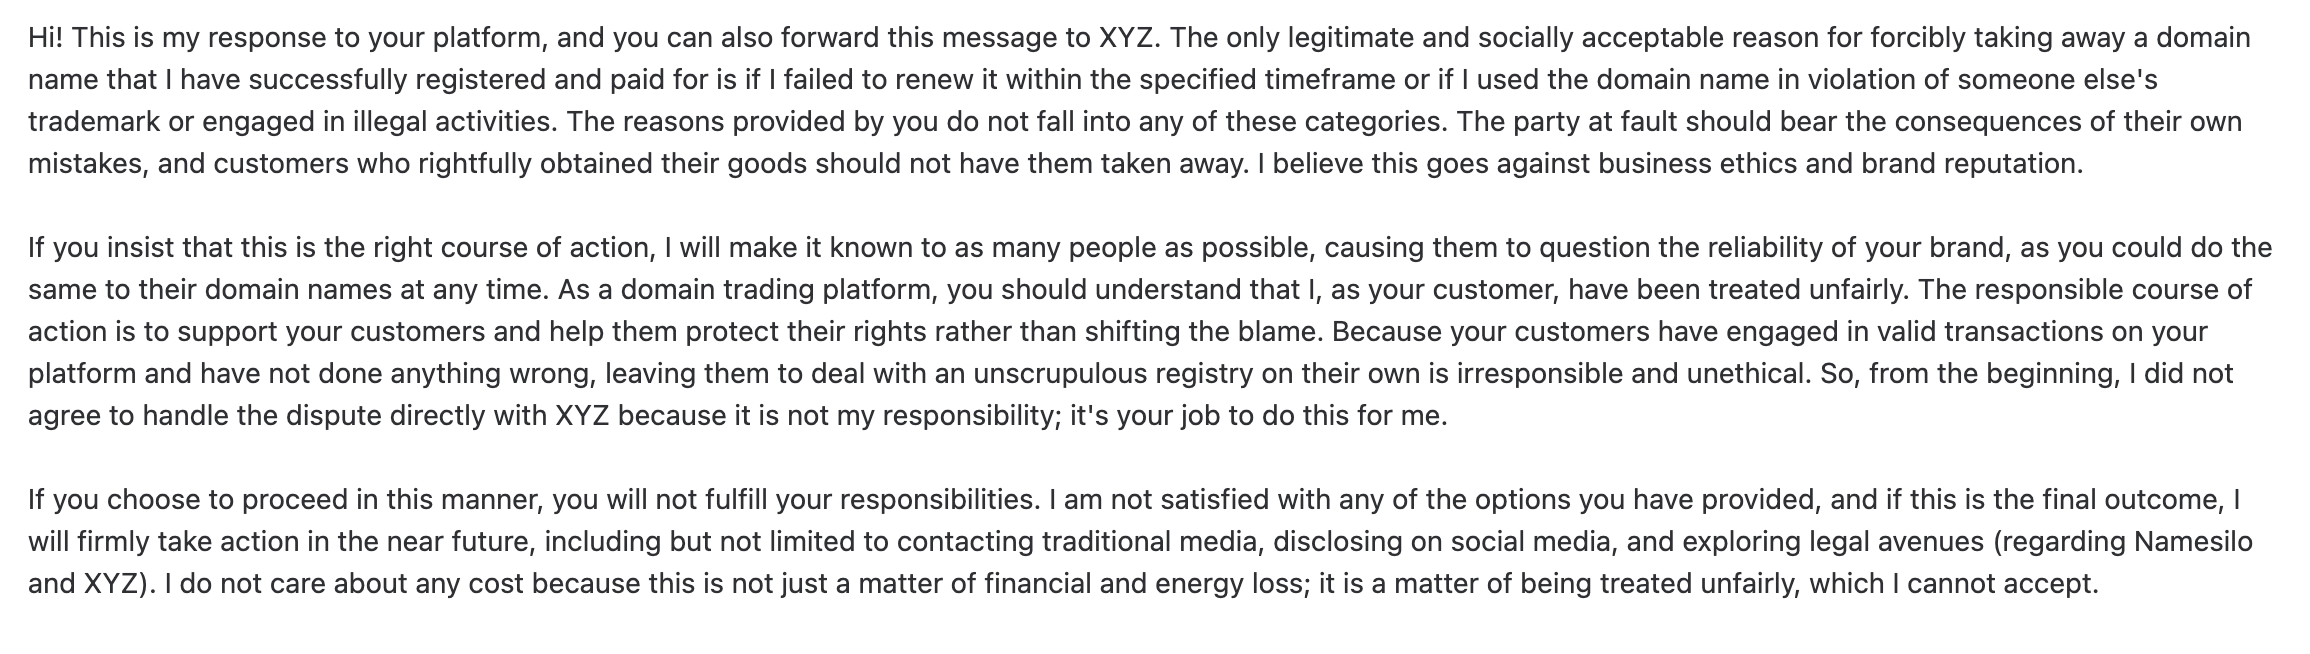 Hi! This is my response to your platform, and you can also forward this message to XYZ. The only legitimate and socially acceptable reason for forcibly taking away a domain
name that I have successfully registered and paid for is if I failed to renew it within the specified timeframe or if I used the domain name in violation of someone else's
trademark or engaged in illegal activities. The reasons provided by you do not fall into any of these categories. The party at fault should bear the consequences of their own
mistakes, and customers who rightfully obtained their goods should not have them taken away. I believe this goes against business ethics and brand reputation.
If you insist that this is the right course of action, I will make it known to as many people as possible, causing them to question the reliability of your brand, as you could do the
same to their domain names at any time. As a domain trading platform, you should understand that I, as your customer, have been treated unfairly. The responsible course of
action is to support your customers and help them protect their rights rather than shifting the blame. Because your customers have engaged in valid transactions on your
platform and have not done anything wrong, leaving them to deal with an unscrupulous registry on their own is irresponsible and unethical. So, from the beginning, I did not
agree to handle the dispute directly with XYZ because it is not my responsibility; it's your job to do this for me.
If you choose to proceed in this manner, you will not fulfill your responsibilities. I am not satisfied with any of the options you have provided, and if this is the final outcome, I
will firmly take action in the near future, including but not limited to contacting traditional media, disclosing on social media, and exploring legal avenues (regarding Namesilo
and XYZ). I do not care about any cost because this is not just a matter of financial and energy loss; it is a matter of being treated unfairly, which I cannot accept.